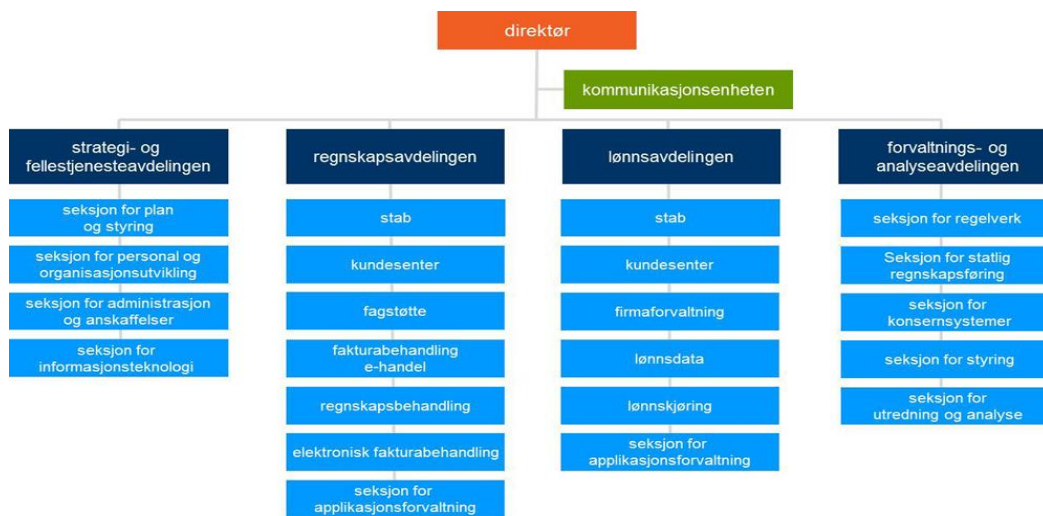 direktør
kommunikasjonsenheten
strategi- og
fellestjenesteavdelingen
seksjon for plan
og styring
seksjon for personal og
organisasjonsutvikling
seksjon for administrasjon
og anskaffelser
seksjon for
informasjonsteknologi
regnskapsavdelingen
stab
kundesenter
fagstøtte
fakturabehandling
e-handel
regnskapsbehandling
elektronisk fakturabehandling
seksjon for
applikasjonsforvaltning
lønnsavdelingen
stab
kundesenter
firmaforvaltning
lønnsdata
lønnskjøring
seksjon for
applikasjonsforvaltning
forvaltnings- og
analyseavdelingen
seksjon for regelverk
Seksjon for statlig
regnskapsføring
seksjon for
konsernsystemer
seksjon for styring
seksjon for
utredning og analyse